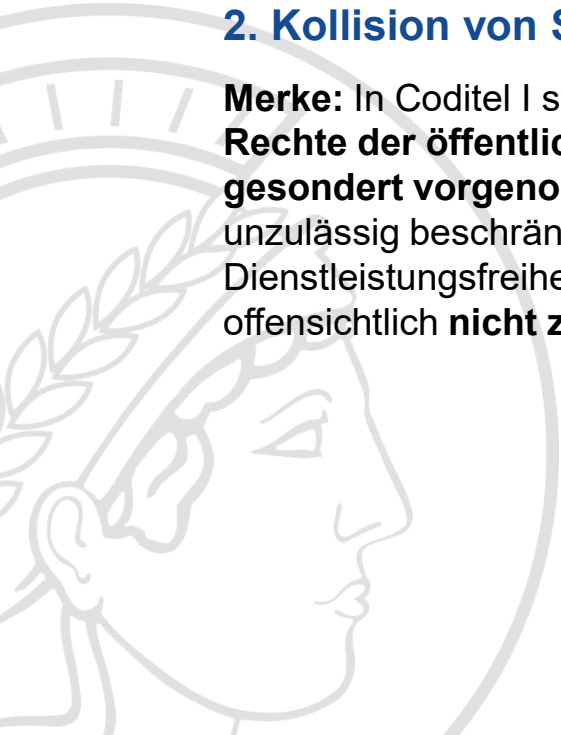 2. Kollision von S
Merke: In Coditel I s
Rechte der öffentlic
gesondert vorgeno
unzulässig beschrän
Dienstleistungsfreihe
offensichtlich nicht z